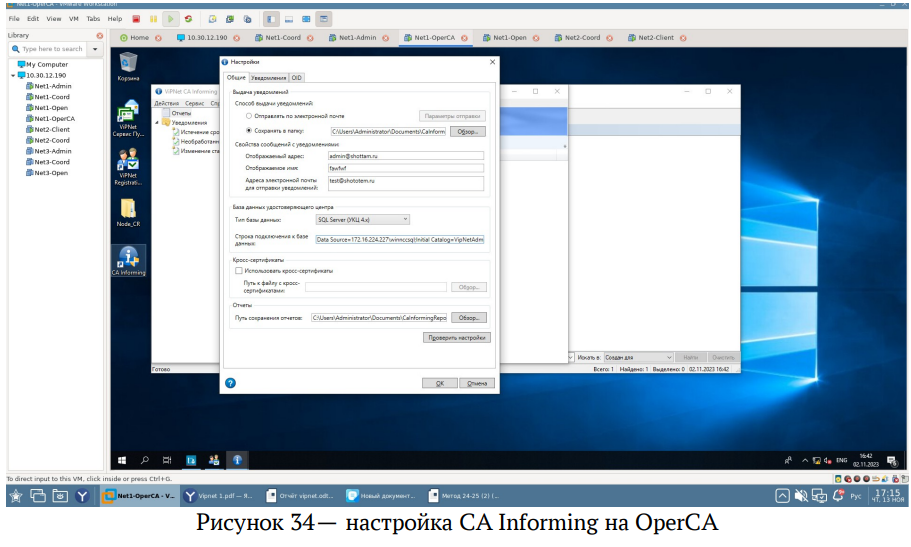 Net1-OperCA - VMware Workstation
File Edit View VM Tabs Help
Library
Type here to search
My Computer
10.30.12.190
Net1-Admin
Net1-Coord
Net1-Open
Net1-OperCA
Net2-Client
Net2-Coord
Net3-Admin
Net3-Coord
Net3-Open
Home 10.30.12.190 Net1-Coord Net1-Admin Net1-OperCA Net1-Open Net2-Coord Net2-Client
Корзина
ViPNet
Сервис Пу...
ViPNet
Registrati...
Node_CR
CA Informing
ViPNet CA Informing
Действия Сервис Спр
Отчеты
Уведомления
Истечение сро
Необработанн
Изменение ста
Готово
Настройки
Общие Уведомления OID
Выдача уведомлений
Способ выдачи уведомлений:
Отправлять по электронной почте Параметры отправки
Сохранять в папку: C:\Users\Administrator\Documents\CaInform Обзор...
Свойства сообщений с уведомлениями:
Отображаемый адрес: admin@shottam.ru
Отображаемое имя: fawfwf
Адреса электронной почты
для отправки уведомлений: test@shototem.ru
База данных удостоверяющего центра
Тип базы данных: SQL Server (УКЦ 4.x)
Строка подключения к базе
данных: Data Source=172.16.224.227\winnccsql;Initial Catalog=VipNetAdm
Кросс-сертификаты
Использовать кросс-сертификаты
Путь к файлу с кросс-
сертификатами: Обзор...
Отчеты
Путь сохранения отчетов: C:\Users\Administrator\Documents\CaInformingRepo Обзор...
Проверить настройки
OK Отмена
Искать в: Создан для Найти Очистить
Всего: 1 Найдено: 1 Выделено: 0 02.11.2023 16:42
ENG 16:42
02.11.2023
To direct input to this VM, click inside or press Ctrl+G.
Net1-OperCA - V... Vipnet 1.pdf — Я... Отчёт vipnet.odt... Новый документ... Метод 24-25 (2) (... Рус 17:15
ЧТ, 13 НОЯ
Рисунок 34— настройка CA Informing на OperCA